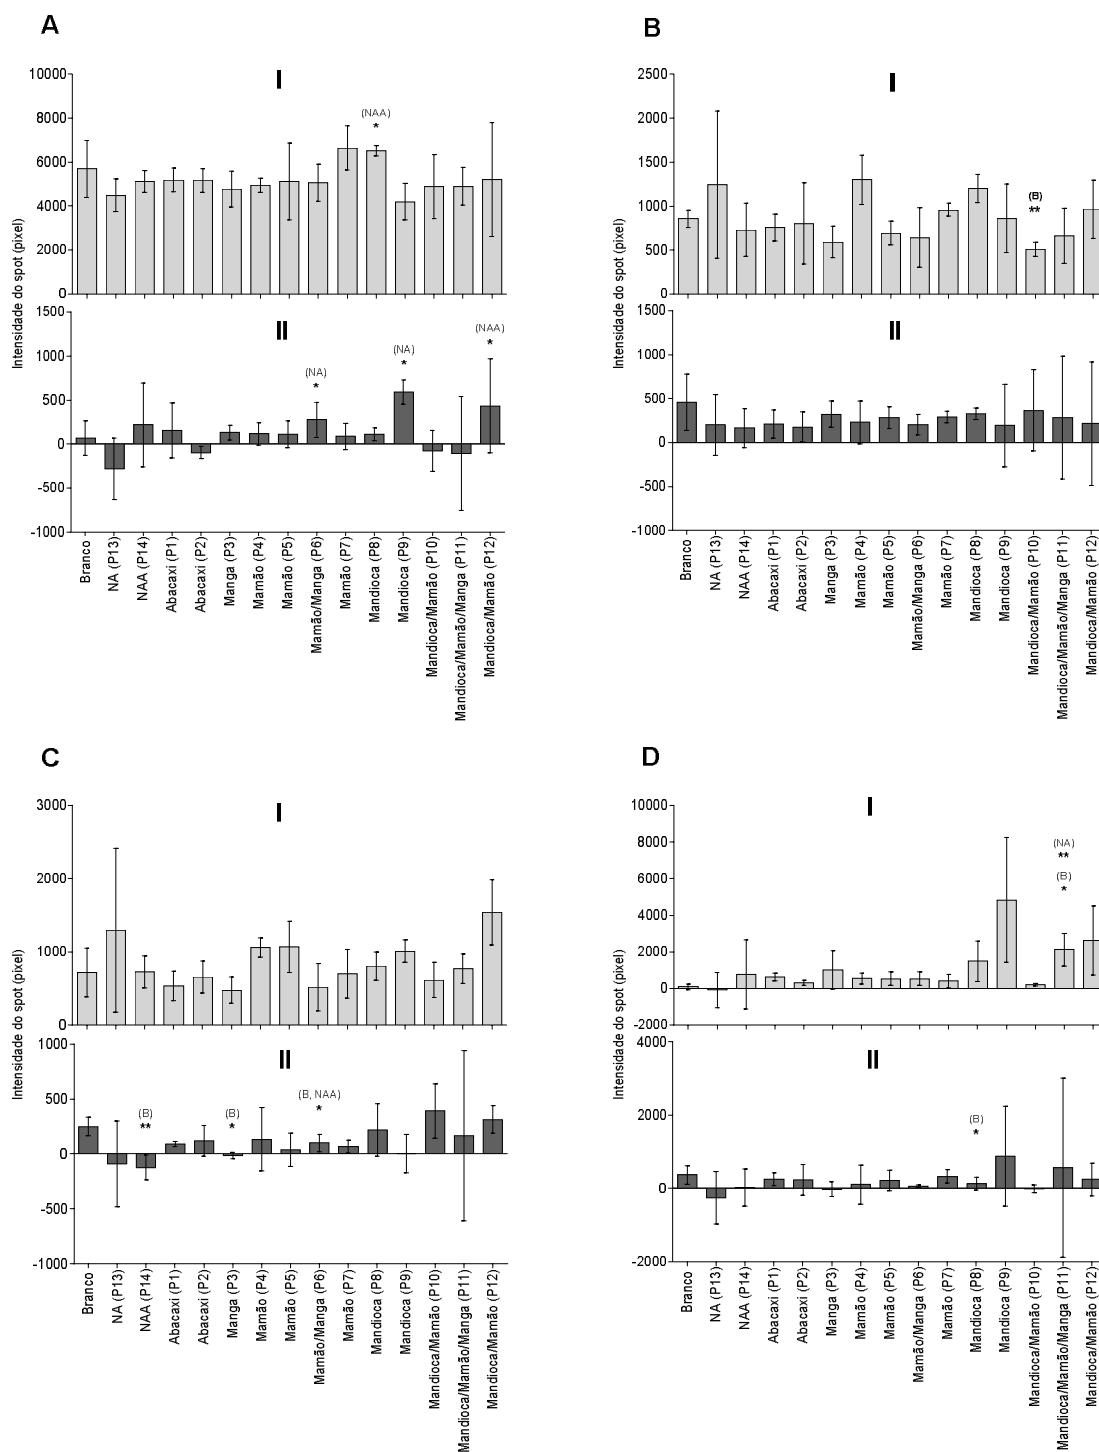 A
I
Intensidade do spot (pixel)
10000
8000
6000
4000
2000
0
(NAA)
*
II
1500
1000
500
0
-500
-1000
(NA)
*
(NA)
*
(NAA)
*
Branco
NA (P13)
NAA (P14)
Abacaxi (P1)
Abacaxi (P2)
Manga (P3)
Mamão (P4)
Mamão (P5)
Mamão/Manga (P6)
Mamão (P7)
Mandioca (P8)
Mandioca (P9)
Mandioca/Mamão (P10)
Mandioca/Mamão/Manga (P11)
Mandioca/Mamão (P12)
B
I
Intensidade do spot (pixel)
2500
2000
1500
1000
500
0
(B)
**
II
1500
1000
500
0
-500
-1000
Branco
NA (P13)
NAA (P14)
Abacaxi (P1)
Abacaxi (P2)
Manga (P3)
Mamão (P4)
Mamão (P5)
Mamão/Manga (P6)
Mamão (P7)
Mandioca (P8)
Mandioca (P9)
Mandioca/Mamão (P10)
Mandioca/Mamão/Manga (P11)
Mandioca/Mamão (P12)
C
I
Intensidade do spot (pixel)
3000
2000
1000
0
II
1000
500
0
-500
-1000
(B)
**
(B)
*
(B, NAA)
*
Branco
NA (P13)
NAA (P14)
Abacaxi (P1)
Abacaxi (P2)
Manga (P3)
Mamão (P4)
Mamão (P5)
Mamão/Manga (P6)
Mamão (P7)
Mandioca (P8)
Mandioca (P9)
Mandioca/Mamão (P10)
Mandioca/Mamão/Manga (P11)
Mandioca/Mamão (P12)
D
I
Intensidade do spot (pixel)
10000
8000
6000
4000
2000
0
-2000
(NA)
**
(B)
*
II
4000
2000
0
-2000
(B)
*
Branco
NA (P13)
NAA (P14)
Abacaxi (P1)
Abacaxi (P2)
Manga (P3)
Mamão (P4)
Mamão (P5)
Mamão/Manga (P6)
Mamão (P7)
Mandioca (P8)
Mandioca (P9)
Mandioca/Mamão (P10)
Mandioca/Mamão/Manga (P11)
Mandioca/Mamão (P12)